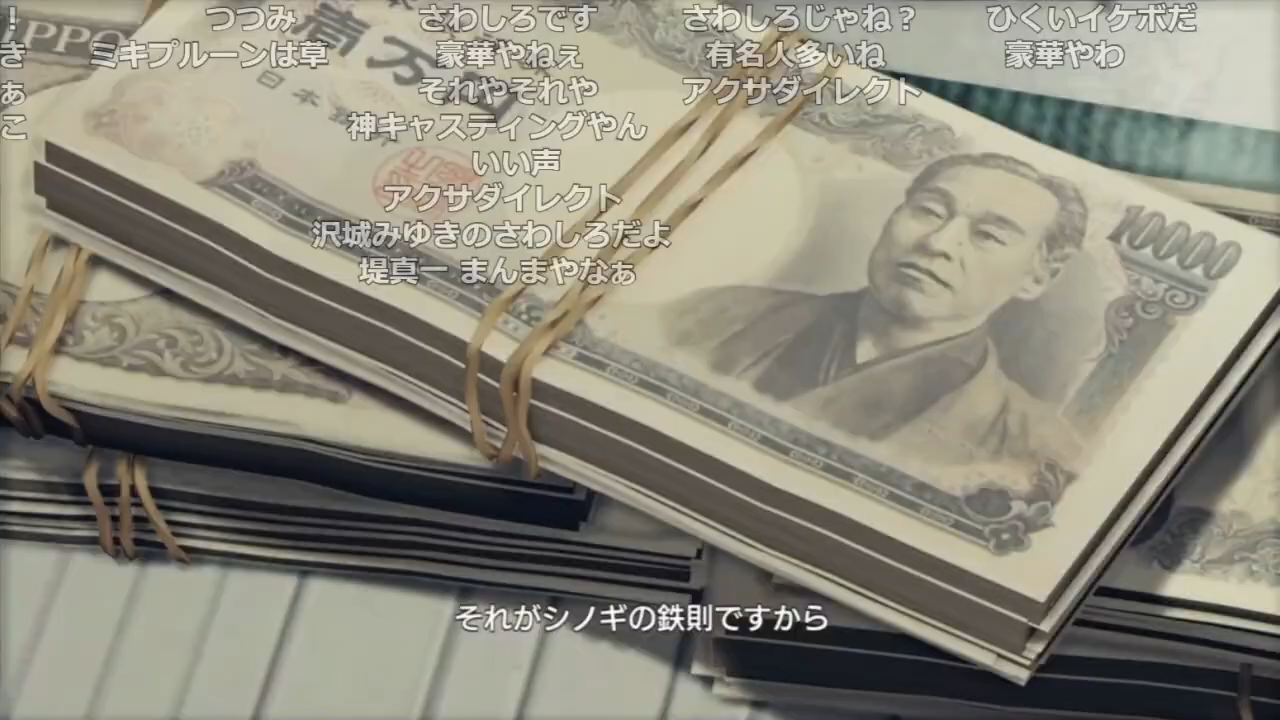 ！ つつみ さわしろです さわしろじゃね？ ひくいイケボだ
き ミキプルーンは草 豪華やねぇ 有名人多いね 豪華やわ
ぁ それやそれや アクサダイレクト
こ 神キャスティングやん
いい声
アクサダイレクト
沢城みゆきのさわしろだよ
堤真一 まんまやなぁ
NIPPON
壱万円
日本
10000
それがシノギの鉄則ですから